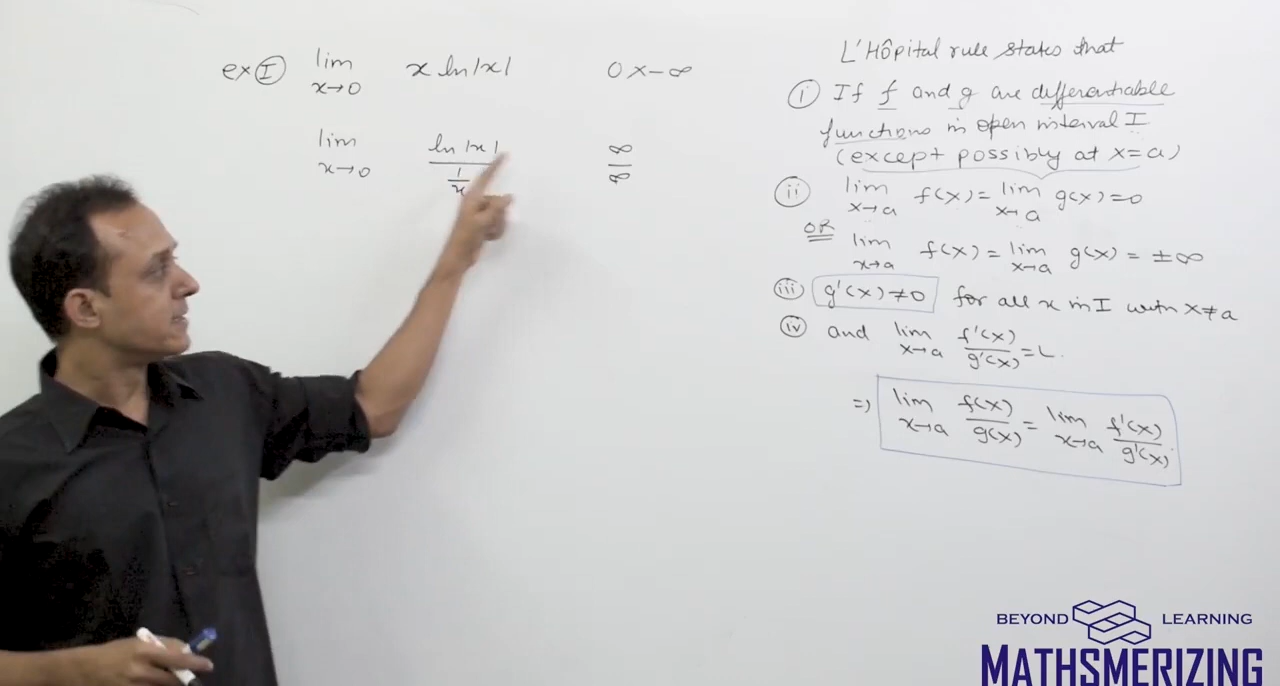 ex I lim x→0 x ln|x| 0 x -∞
lim x→0 ln|x| / 1/x ∞/∞
L'Hôpital rule states that
(i) If f and g are differentiable
functions in open interval I
(except possibly at x=a)
(ii) lim x→a f(x) = lim x→a g(x) = 0
OR
lim x→a f(x) = lim x→a g(x) = ±∞
(iii) g'(x) ≠ 0 for all x in I with x≠a
(iv) and lim x→a f'(x)/g'(x) = L.
=> lim x→a f(x)/g(x) = lim x→a f'(x)/g'(x)
BEYOND LEARNING
MATHSMERIZING